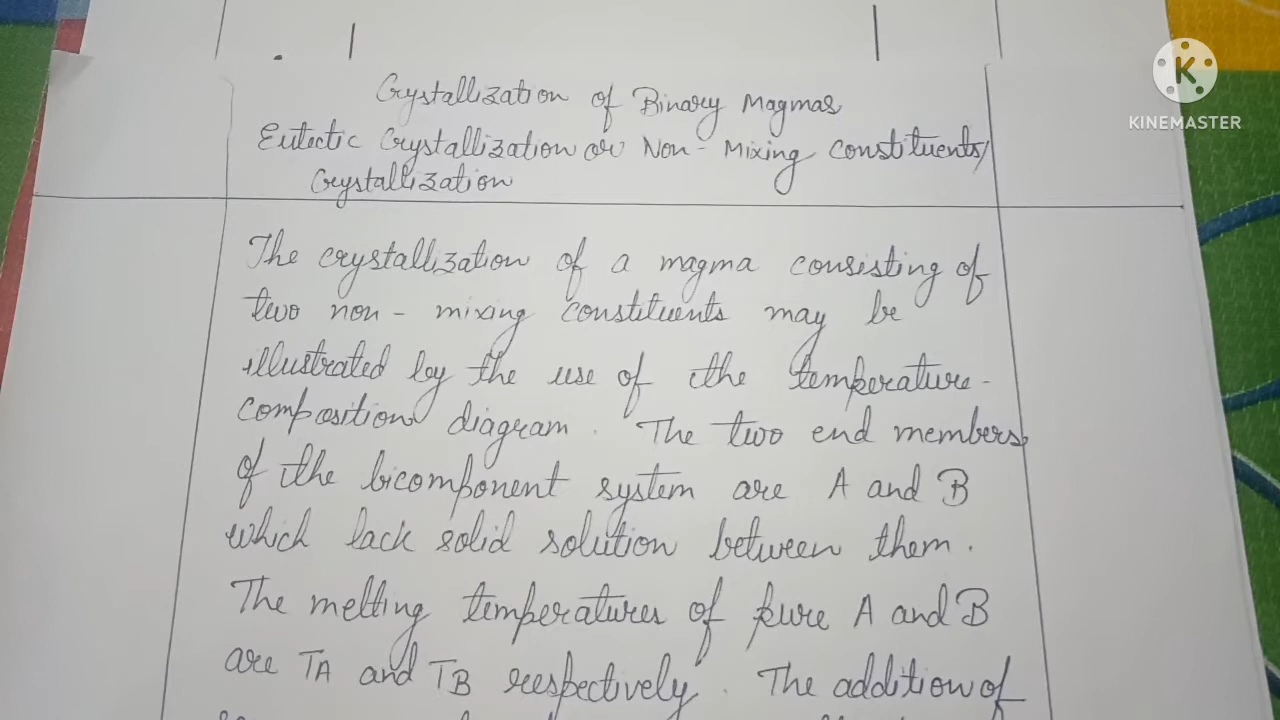 Crystallization of Binary Magmas
Eutectic Crystallization or Non-Mixing Constituents/
Crystallization
The crystallization of a magma consisting of
two non-mixing constituents may be
illustrated by the use of the temperature-
composition diagram. The two end members
of the bicomponent system are A and B
which lack solid solution between them.
The melting temperatures of pure A and B
are TA and TB respectively. The addition of
K
KINEMASTER